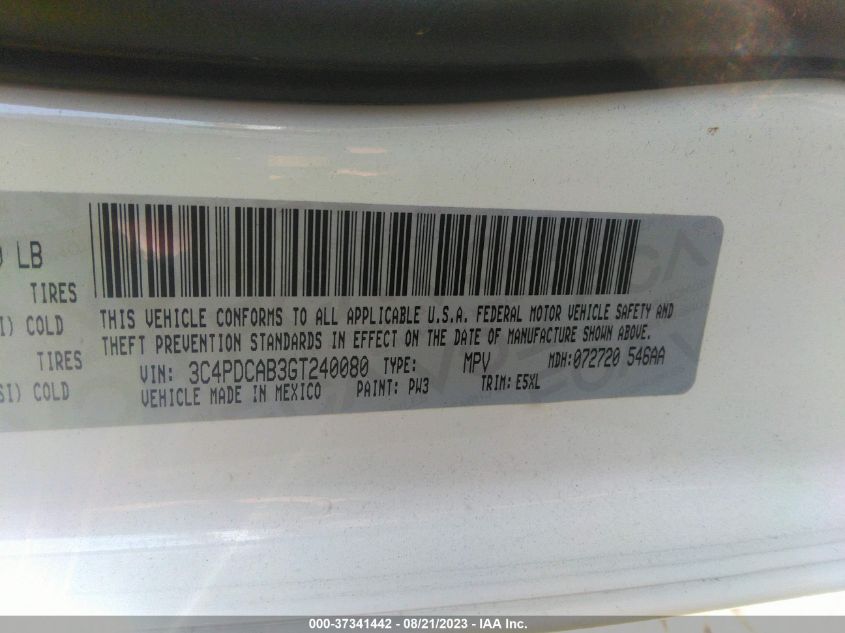 LB
TIRES
COLD
TIRES
COLD
THIS VEHICLE CONFORMS TO ALL APPLICABLE U.S.A. FEDERAL MOTOR VEHICLE SAFETY AND
THEFT PREVENTION STANDARDS IN EFFECT ON THE DATE OF MANUFACTURE SHOWN ABOVE.
VIN: 3C4PDCAB3GT240080 TYPE: MPV MDH:072720 546AA
VEHICLE MADE IN MEXICO PAINT: PW3 TRIM: E5XL
000-37341442 - 08/21/2023 - IAA Inc.